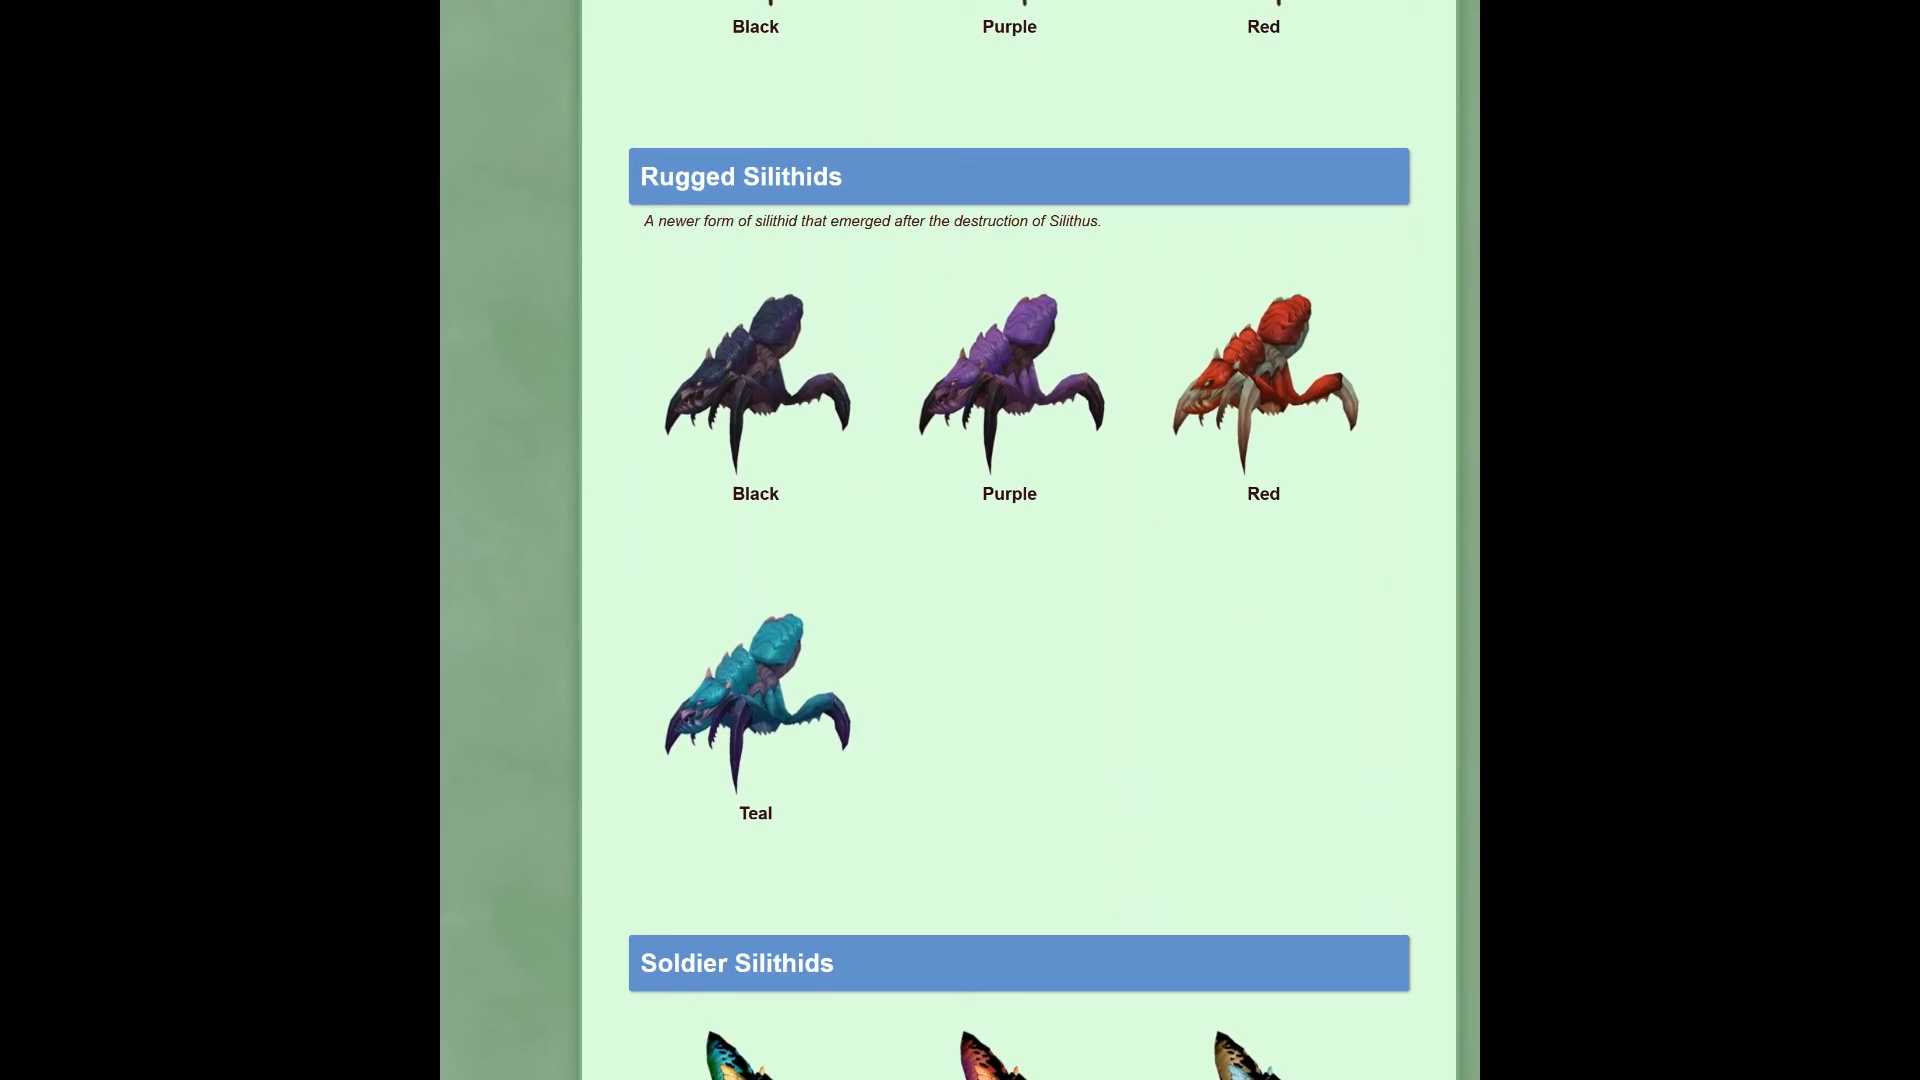 Black
Purple
Red
Rugged Silithids
A newer form of silithid that emerged after the destruction of Silithus.
Black
Purple
Red
Teal
Soldier Silithids